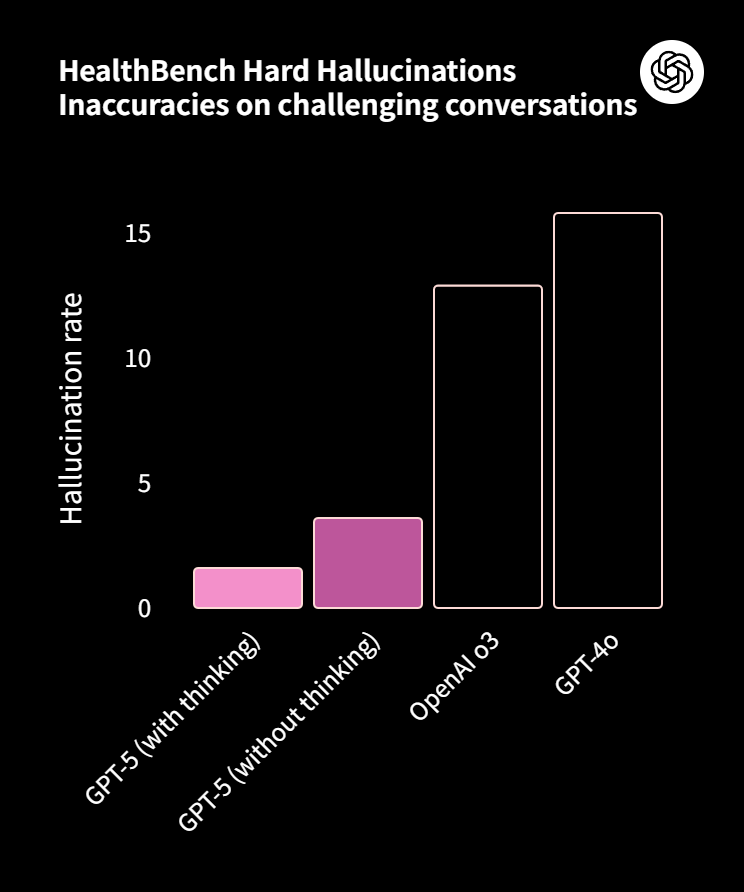 HealthBench Hard Hallucinations
Inaccuracies on challenging conversations
Hallucination rate
15
10
5
0
GPT-5 (with thinking)
GPT-5 (without thinking)
OpenAI o3
GPT-4o